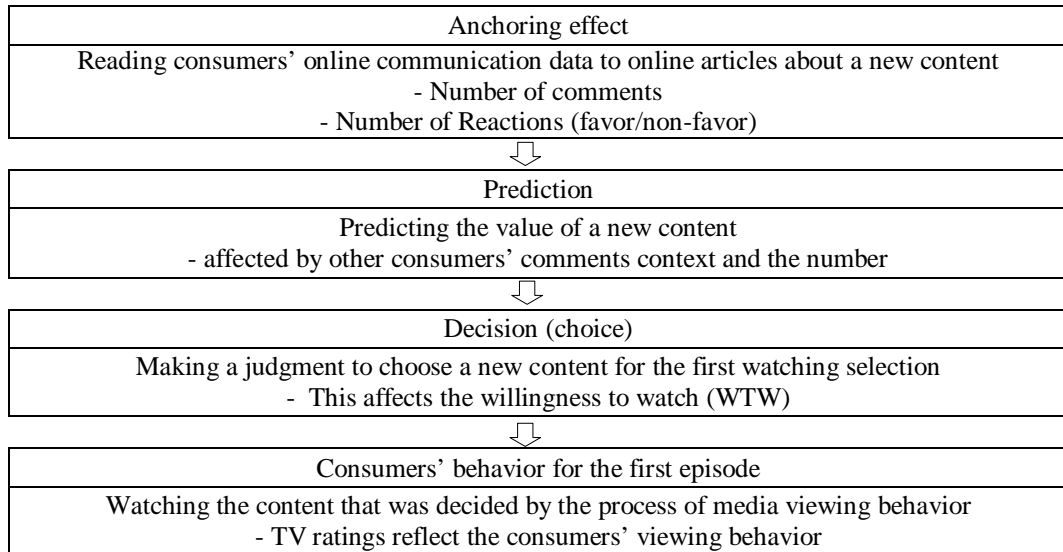 Anchoring effect
Reading consumers’ online communication data to online articles about a new content
- Number of comments
- Number of Reactions (favor/non-favor)
Prediction
Predicting the value of a new content
- affected by other consumers’ comments context and the number
Decision (choice)
Making a judgment to choose a new content for the first watching selection
- This affects the willingness to watch (WTW)
Consumers’ behavior for the first episode
Watching the content that was decided by the process of media viewing behavior
- TV ratings reflect the consumers’ viewing behavior